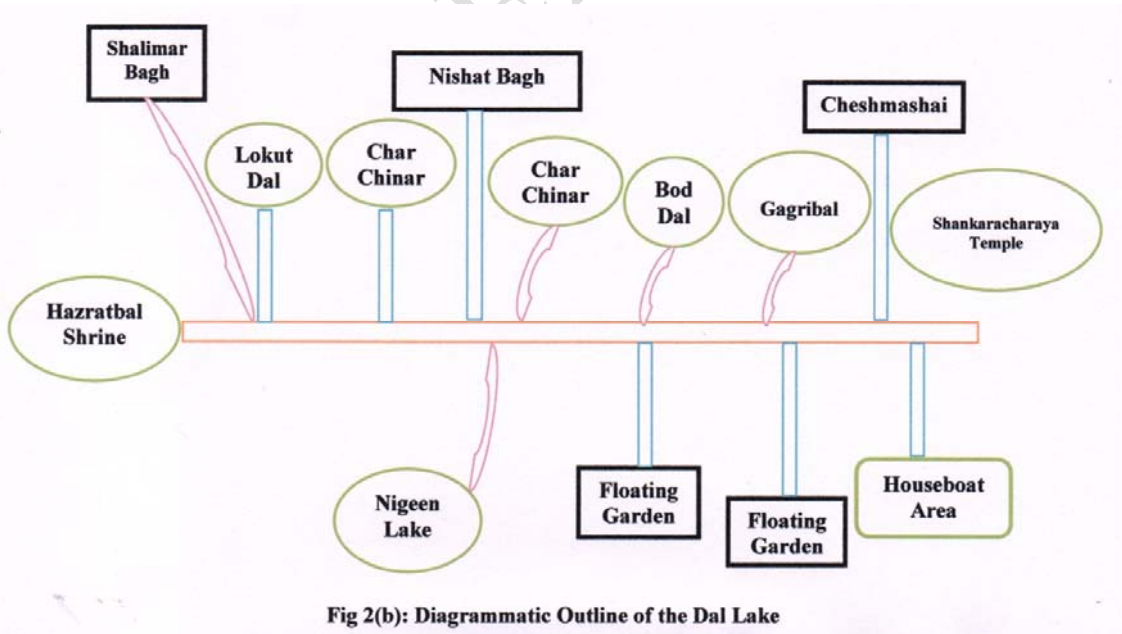 Shalimar
Bagh
Nishat Bagh
Cheshmashai
Lokut
Dal
Char
Chinar
Char
Chinar
Bod
Dal
Gagribal
Shankaracharaya
Temple
Hazratbal
Shrine
Nigeen
Lake
Floating
Garden
Floating
Garden
Houseboat
Area
Fig 2(b): Diagrammatic Outline of the Dal Lake